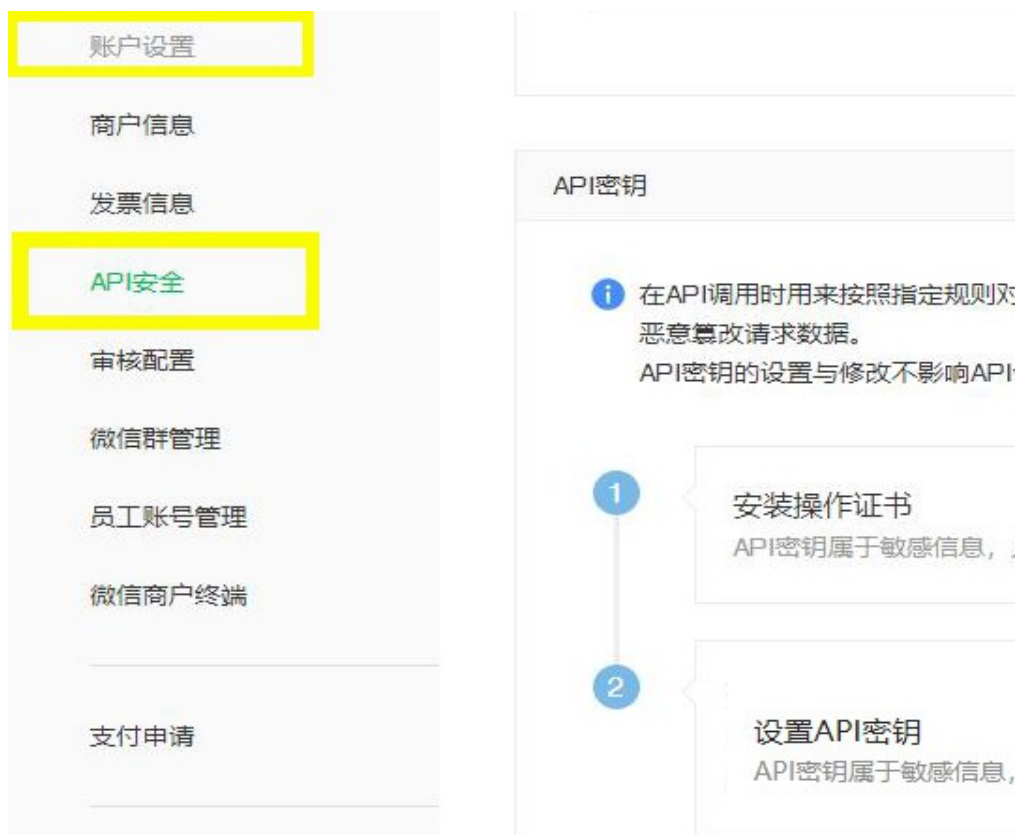 账户设置
商户信息
发票信息
API安全
审核配置
微信群管理
员工账号管理
微信商户终端
支付申请
API密钥
在API调用时用来按照指定规则对
恶意篡改请求数据。
API密钥的设置与修改不影响API
1
安装操作证书
API密钥属于敏感信息，
2
设置API密钥
API密钥属于敏感信息，